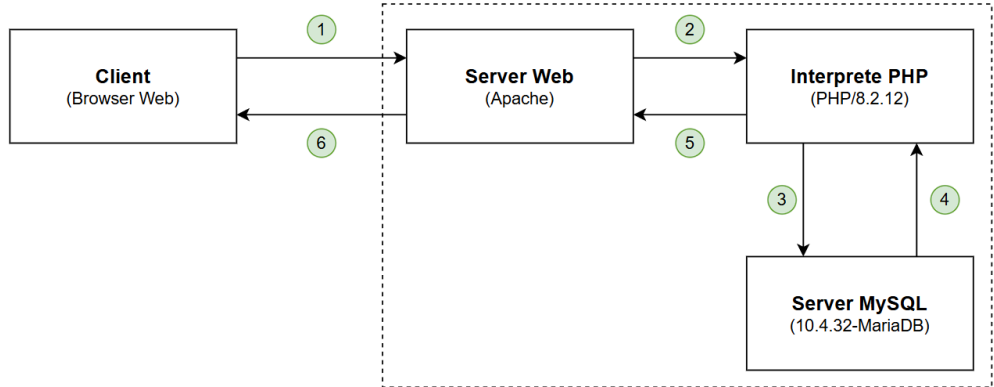 1
2
Client
(Browser Web)
Server Web
(Apache)
Interprete PHP
(PHP/8.2.12)
6
5
3
4
Server MySQL
(10.4.32-MariaDB)